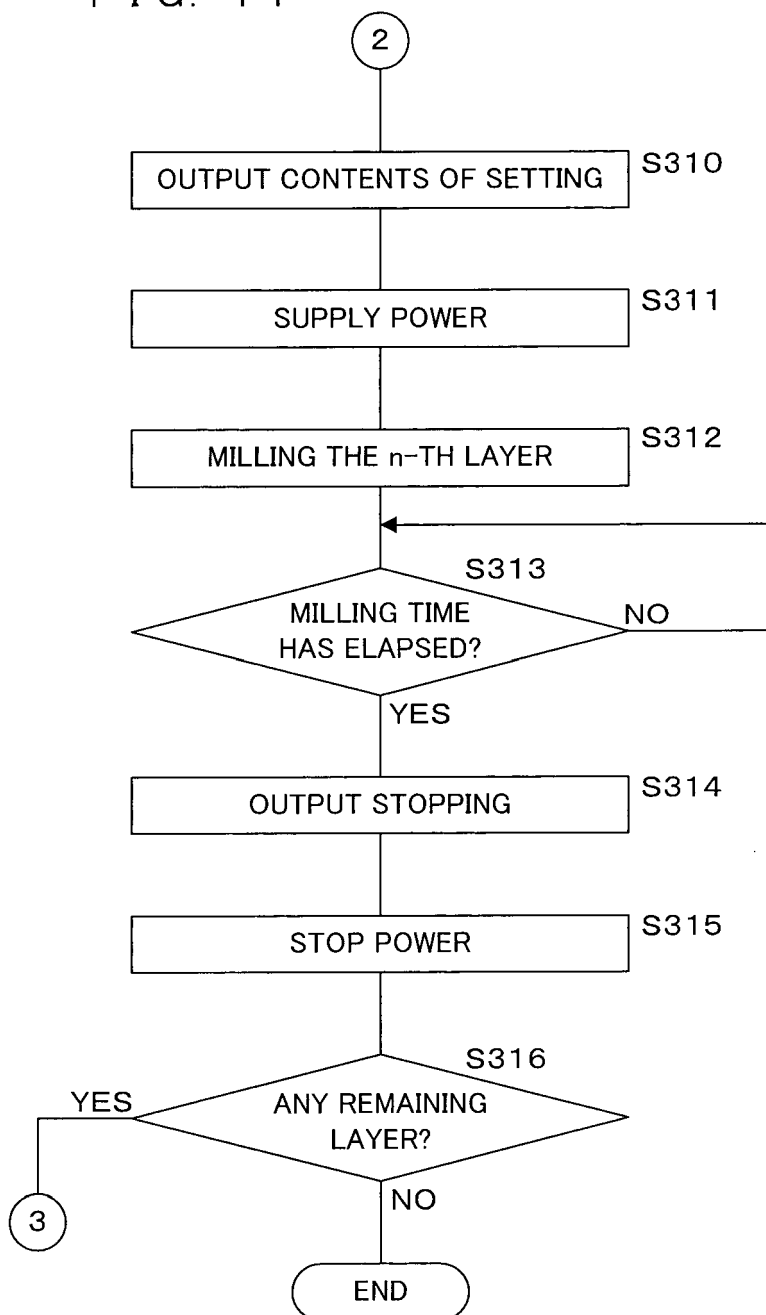 2
OUTPUT CONTENTS OF SETTING
S310
SUPPLY POWER
S311
MILLING THE n-TH LAYER
S312
S313
MILLING TIME
HAS ELAPSED?
NO
YES
OUTPUT STOPPING
S314
STOP POWER
S315
S316
YES
ANY REMAINING
LAYER?
NO
3
END